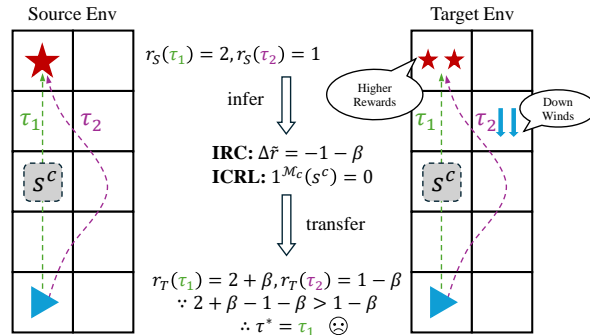 Source Env
Target Env
r_S(τ_1) = 2, r_S(τ_2) = 1
infer
IRC: Δr̃ = −1 − β
ICRL: 1^{ℳ_c}(s^c) = 0
transfer
r_T(τ_1) = 2 + β, r_T(τ_2) = 1 − β
∵ 2 + β − 1 − β > 1 − β
∴ τ* = τ_1 ☹
τ_1
τ_2
s^c
Higher
Rewards
Down
Winds
τ_1
τ_2
s^c